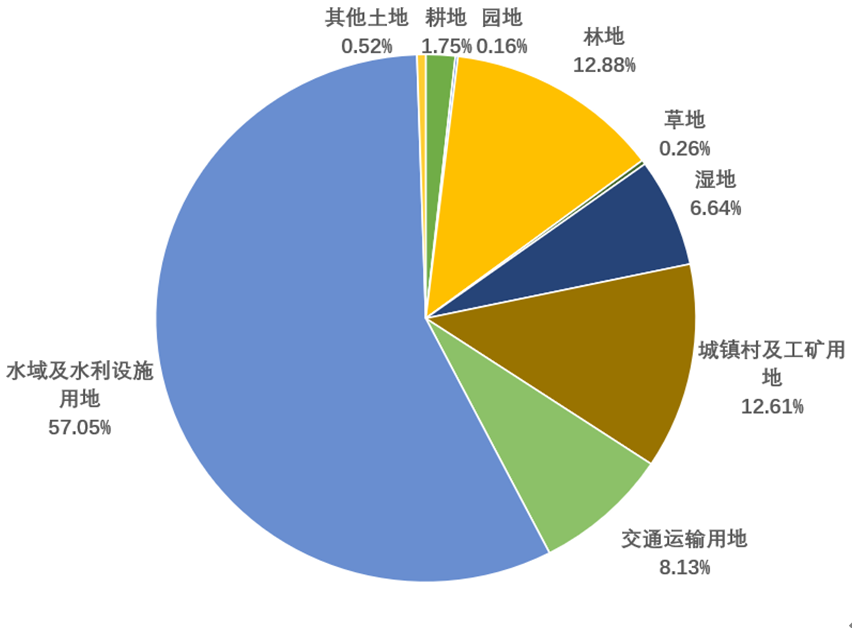 其他土地
0.52%
耕地
1.75%
园地
0.16%
林地
12.88%
草地
0.26%
湿地
6.64%
城镇村及工矿用
地
12.61%
交通运输用地
8.13%
水域及水利设施
用地
57.05%